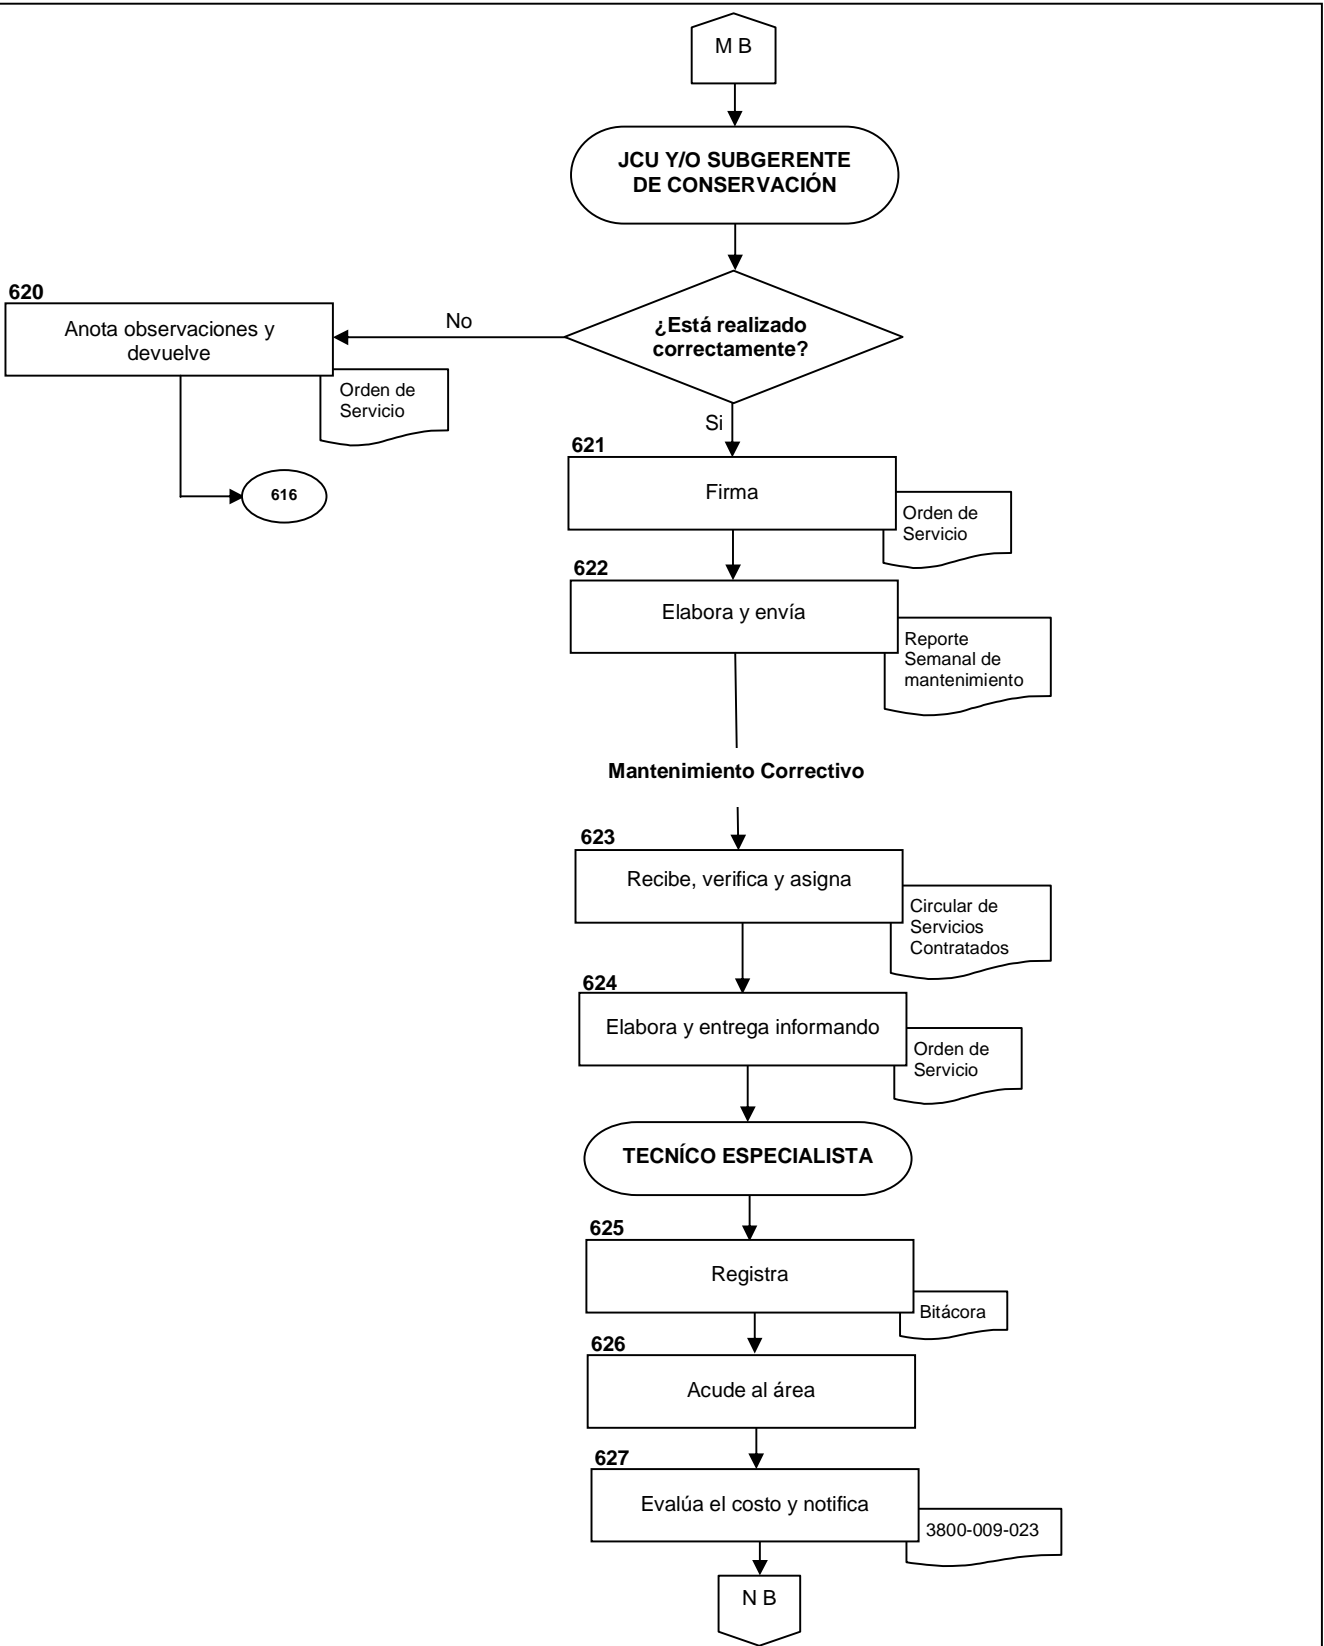 M B
JCU Y/O SUBGERENTE
DE CONSERVACIÓN
¿Está realizado
correctamente?
No
620
Anota observaciones y
devuelve
Orden de
Servicio
616
Si
621
Firma
Orden de
Servicio
622
Elabora y envía
Reporte
Semanal de
mantenimiento
Mantenimiento Correctivo
623
Recibe, verifica y asigna
Circular de
Servicios
Contratados
624
Elabora y entrega informando
Orden de
Servicio
TECNÍCO ESPECIALISTA
625
Registra
Bitácora
626
Acude al área
627
Evalúa el costo y notifica
3800-009-023
N B